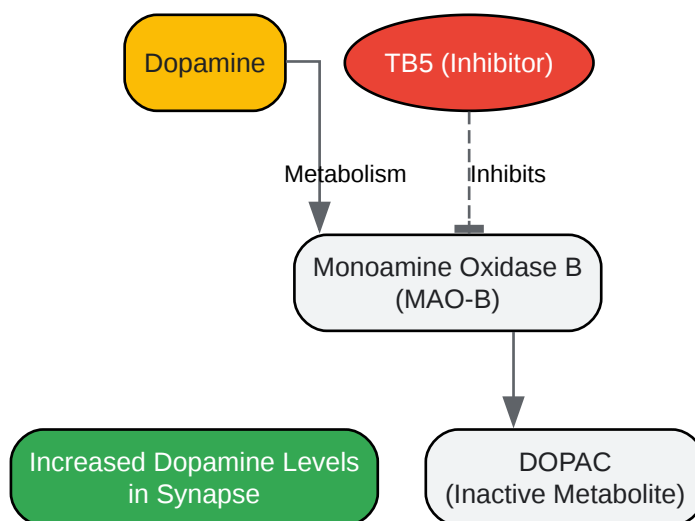 Dopamine
TB5 (Inhibitor)
Metabolism
Inhibits
Monoamine Oxidase B
(MAO-B)
Increased Dopamine Levels
in Synapse
DOPAC
(Inactive Metabolite)